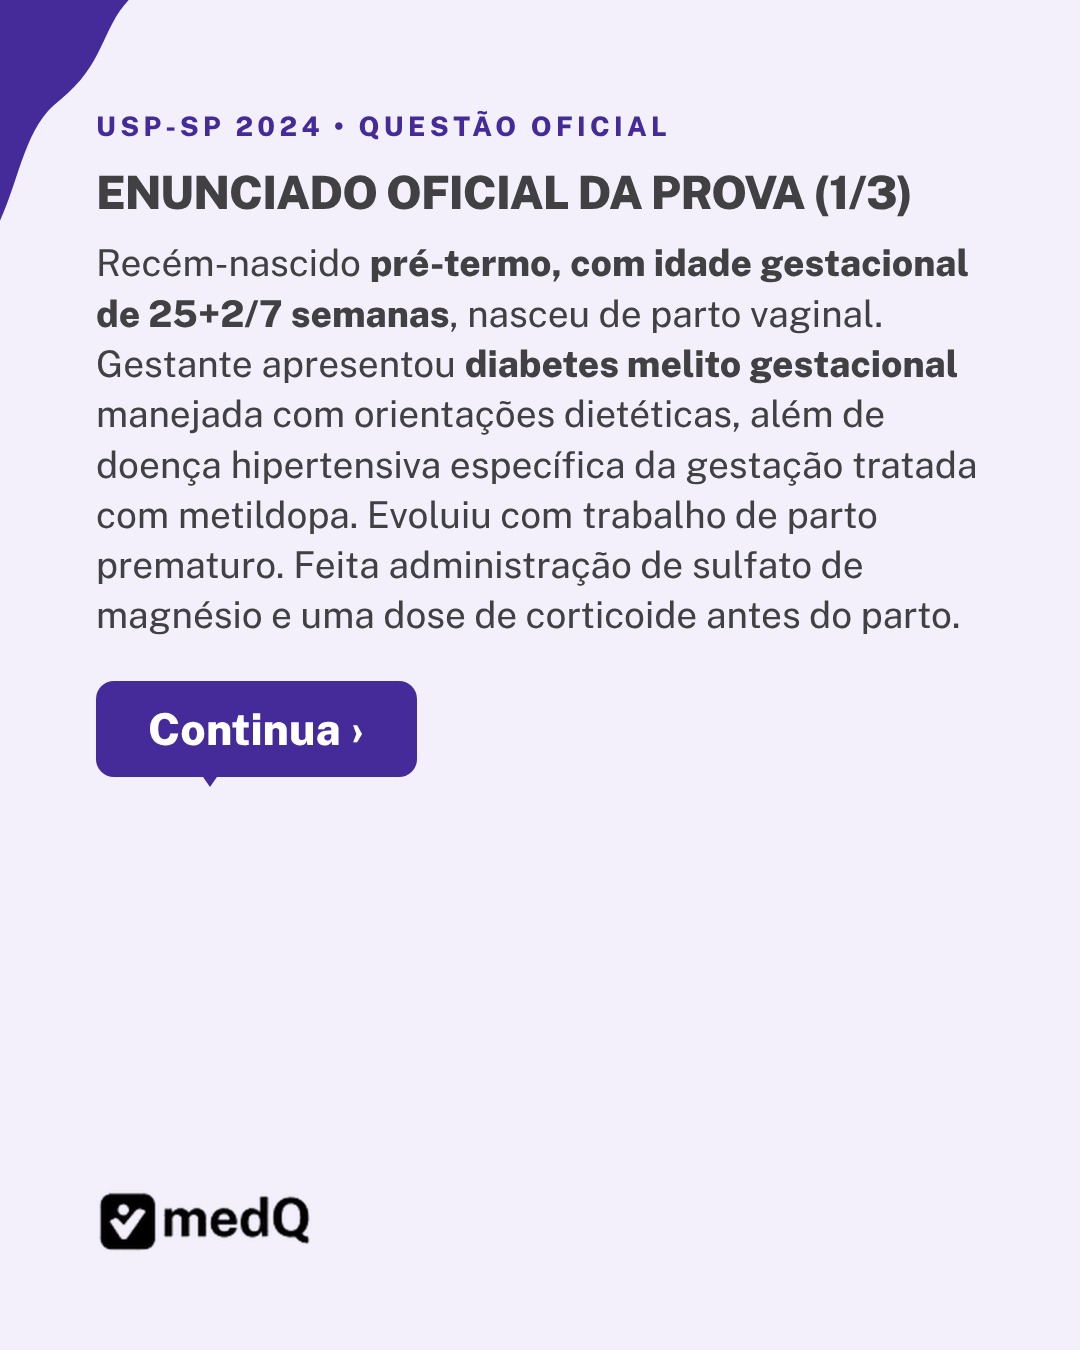 USP-SP 2024 • QUESTÃO OFICIAL
ENUNCIADO OFICIAL DA PROVA (1/3)
Recém-nascido pré-termo, com idade gestacional
de 25+2/7 semanas, nasceu de parto vaginal.
Gestante apresentou diabetes melito gestacional
manejada com orientações dietéticas, além de
doença hipertensiva específica da gestação tratada
com metildopa. Evoluiu com trabalho de parto
prematuro. Feita administração de sulfato de
magnésio e uma dose de corticoide antes do parto.
Continua ›
medQ